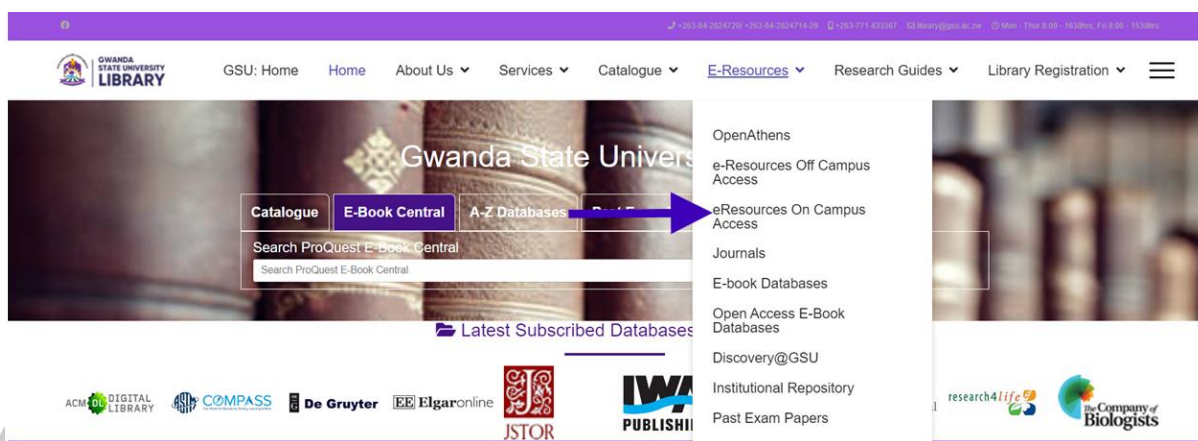 +263-84-2824720/ +263-84-2824714-29 +263-771 433367 library@gsu.ac.zw Mon - Thur 8:00 - 1630hrs; Fri 8:00 - 1530hrs
GWANDA
STATE UNIVERSITY
LIBRARY
GSU: Home Home About Us Services Catalogue E-Resources Research Guides Library Registration
OpenAthens
e-Resources Off Campus
Access
eResources On Campus
Access
Journals
E-book Databases
Open Access E-Book
Databases
Discovery@GSU
Institutional Repository
Past Exam Papers
Gwanda State Univers
Catalogue E-Book Central A-Z Databases
Search ProQuest E-Book Central
Search ProQuest E-Book Central
Latest Subscribed Databases
ACM DL DIGITAL
LIBRARY
COMPASS
De Gruyter
EE Elgaronline
JSTOR
IWA
PUBLISHI
research4life
The Company of
Biologists